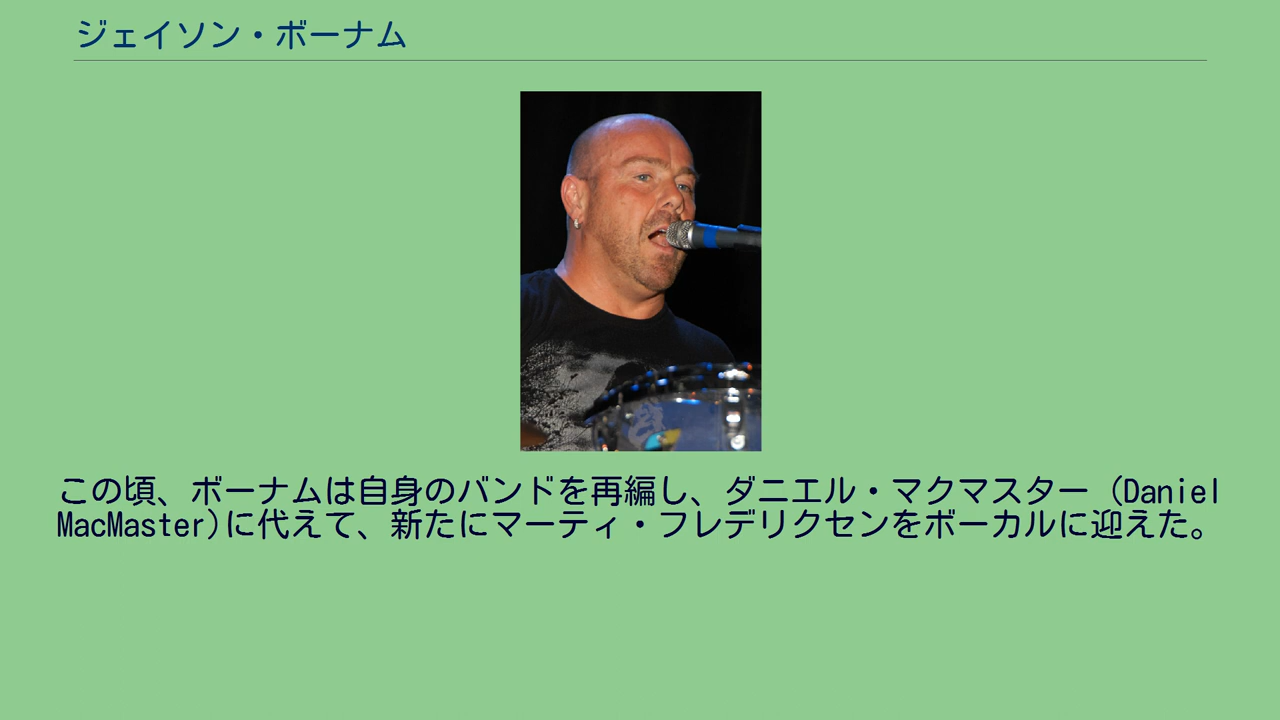 ジェイソン・ボーナム
この頃、ボーナムは自身のバンドを再編し、ダニエル・マクマスター (Daniel
MacMaster)に代えて、新たにマーティ・フレデリクセンをボーカルに迎えた。